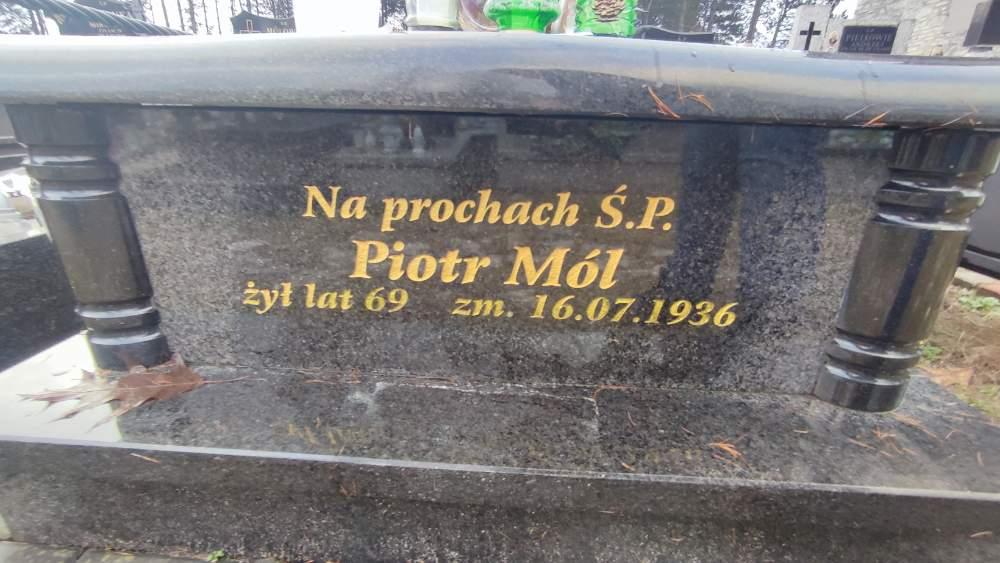 Na prochach Ś.P.
Piotr Mól
żył lat 69 zm. 16.07.1936